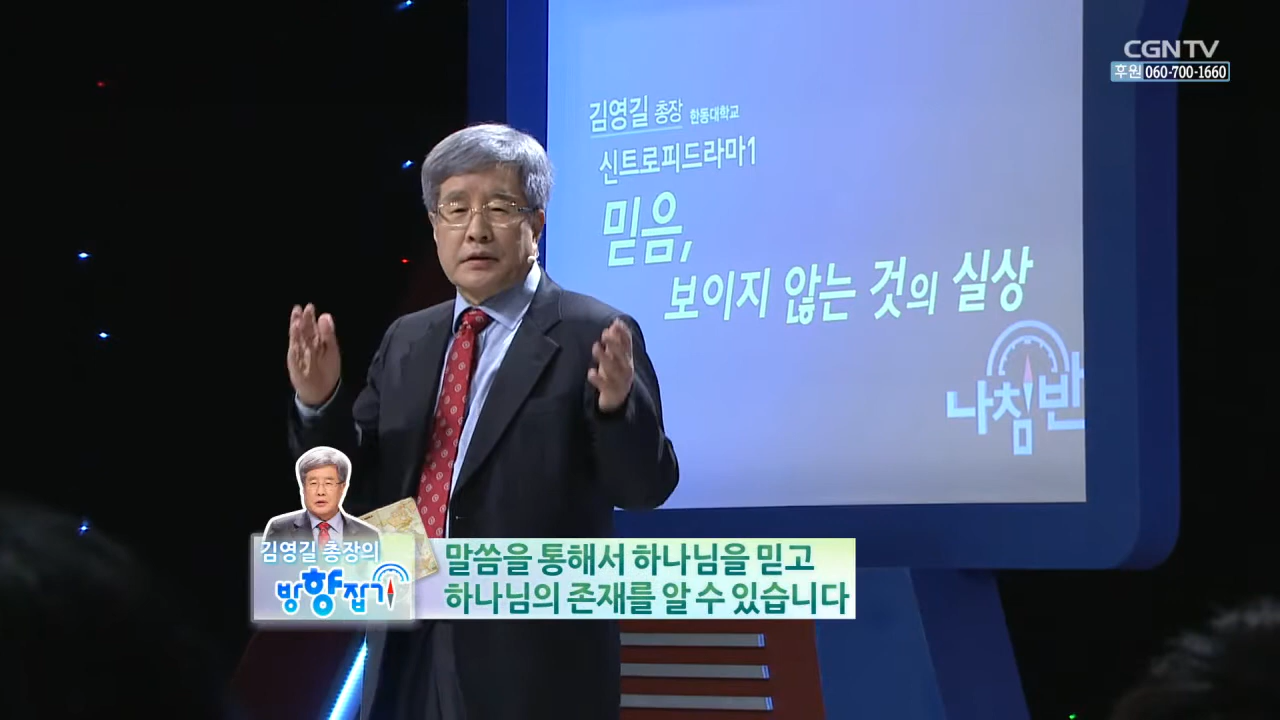 CGNTV
후원 060-700-1660
김영길 총장 한동대학교
신트로피드라마1
믿음,
보이지 않는 것의 실상
나침반
김영길 총장의
방향잡기
말씀을 통해서 하나님을 믿고
하나님의 존재를 알 수 있습니다